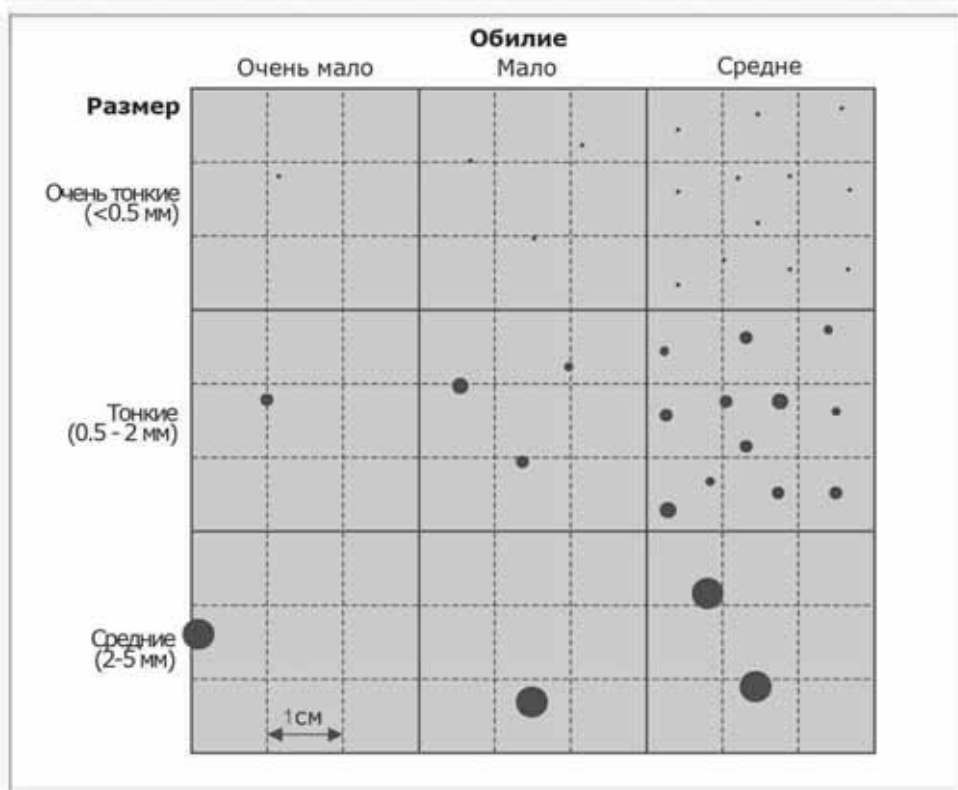 Обилие
Очень мало Мало Средне
Размер
Очень тонкие
(<0.5 мм)
Тонкие
(0.5 - 2 мм)
Средние
(2-5 мм)
1см